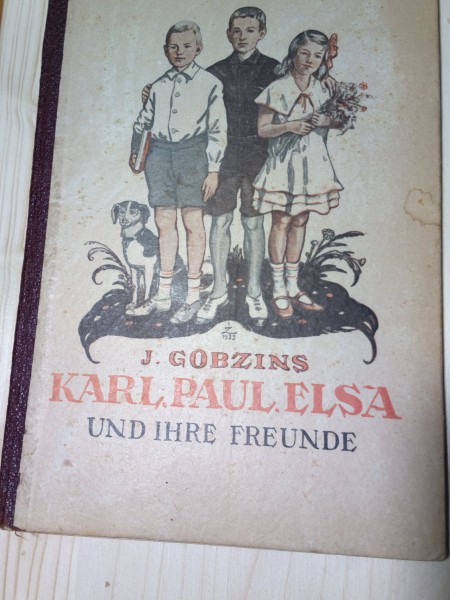 J. GOBZINS
KARL. PAUL. ELSA
UND IHRE FREUNDE